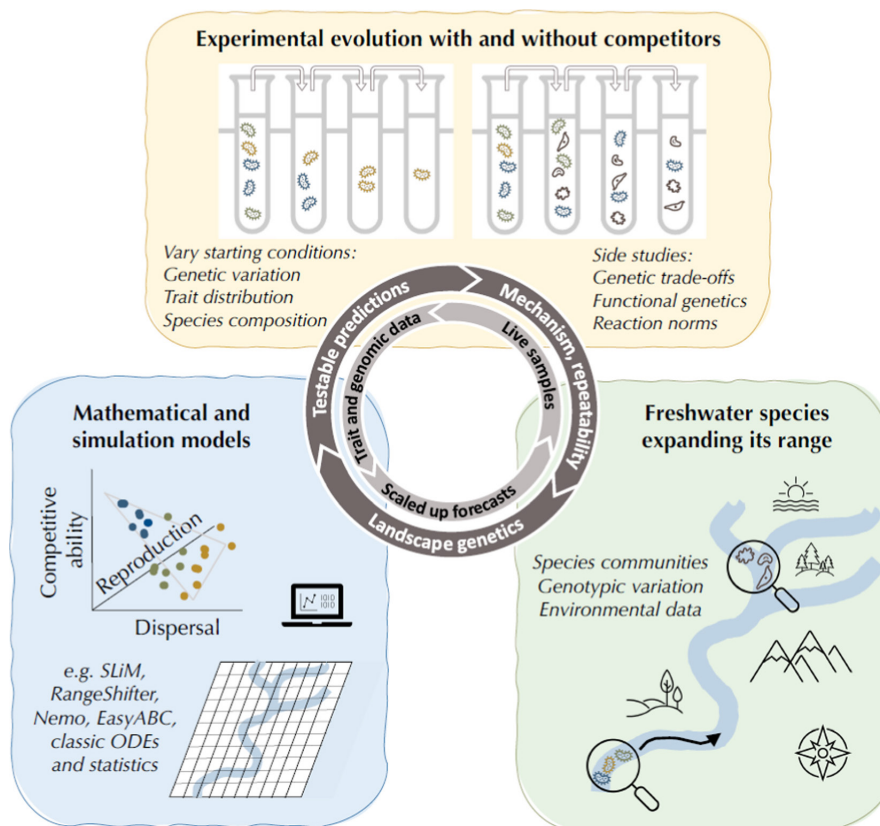 Experimental evolution with and without competitors
Vary starting conditions:
Genetic variation
Trait distribution
Species composition
Side studies:
Genetic trade-offs
Functional genetics
Reaction norms
Testable predictions
Mechanism, repeatability
Landscape genetics
Trait and genomic data
Live samples
Scaled up forecasts
Mathematical and
simulation models
Competitive
ability
Reproduction
Dispersal
1010
1010
e.g. SLiM,
RangeShifter,
Nemo, EasyABC,
classic ODEs
and statistics
Freshwater species
expanding its range
Species communities
Genotypic variation
Environmental data